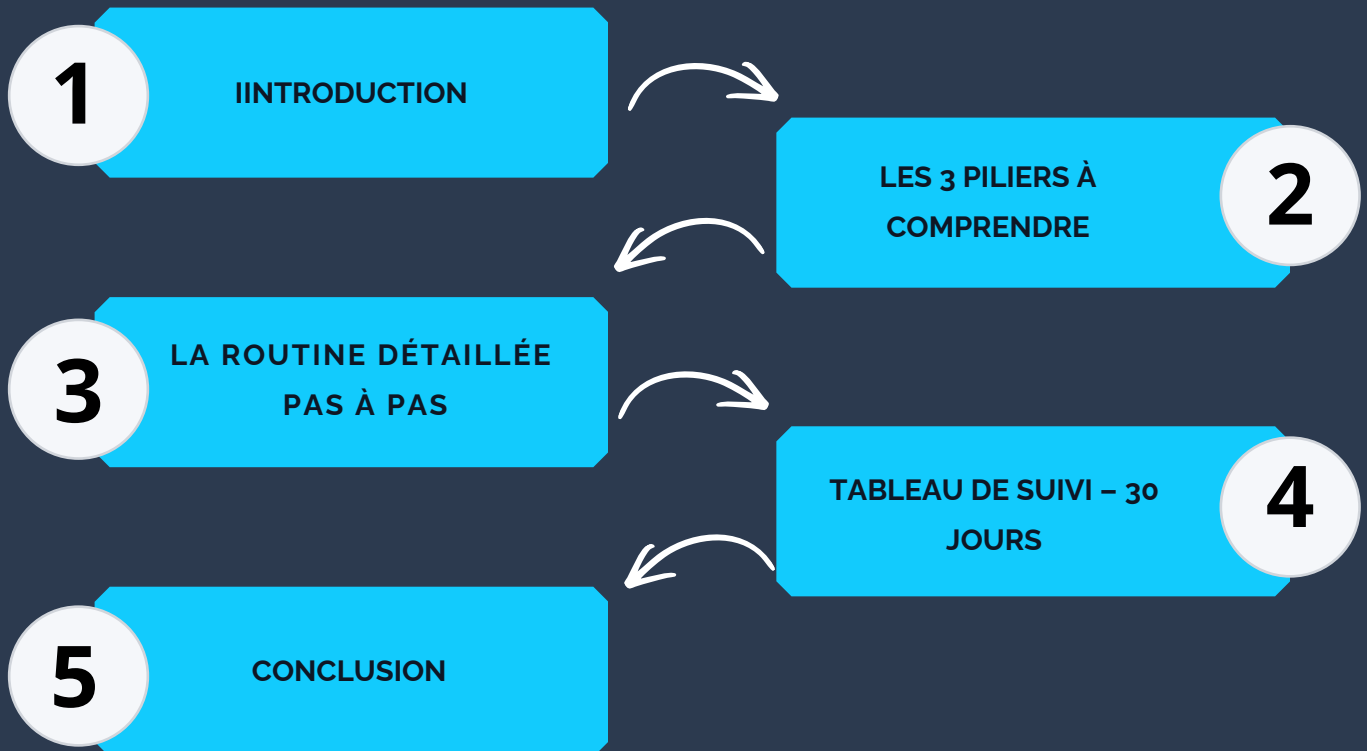 1
IINTRODUCTION
2
LES 3 PILIERS À
COMPRENDRE
3
LA ROUTINE DÉTAILLÉE
PAS À PAS
4
TABLEAU DE SUIVI – 30
JOURS
5
CONCLUSION